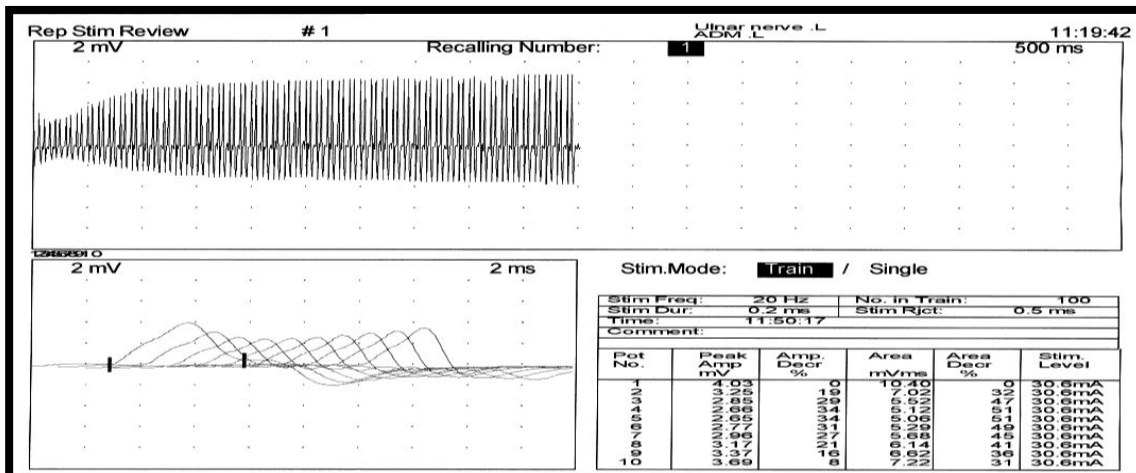 Rep Stim Review # 1 Ulnar nerve .L 11:19:42
ADM .L
2 mV Recalling Number: 1 500 ms
2 mV 2 ms
Stim.Mode: Train / Single
Stim Freq: 20 Hz No. in Train: 100
Stim Dur: 0.2 ms Stim Rjct: 0.5 ms
Time: 11:50:17
Comment:
Pot No. Peak Amp mV Amp. Decr % Area mVms Area Decr % Stim. Level
1 4.03 0 10.40 0 30.6mA
2 3.25 19 7.02 32 30.6mA
3 2.85 29 5.52 47 30.6mA
4 2.66 34 5.12 51 30.6mA
5 2.65 34 5.06 51 30.6mA
6 2.77 31 5.29 49 30.6mA
7 2.96 27 5.68 45 30.6mA
8 3.17 21 6.14 41 30.6mA
9 3.37 16 6.62 36 30.6mA
10 3.69 8 7.22 31 30.6mA